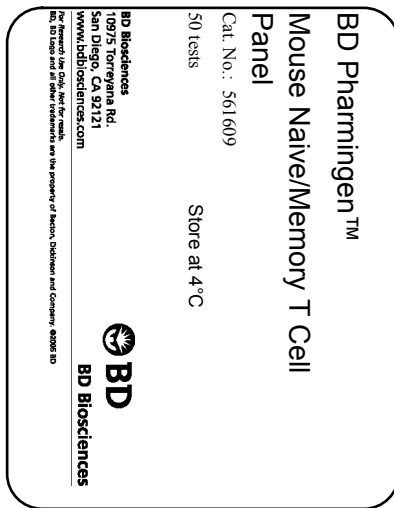 BD Pharmingen™
Mouse Naive/Memory T Cell
Panel
Cat. No.: 561609
50 tests
Store at 4°C
BD Biosciences
10975 Torreyana Rd.
San Diego, CA 92121
www.bdbiosciences.com
BD
BD Biosciences
For Research Use Only. Not for resale.
BD, BD Logo and all other trademarks are the property of Becton, Dickinson and Company. ©2005 BD